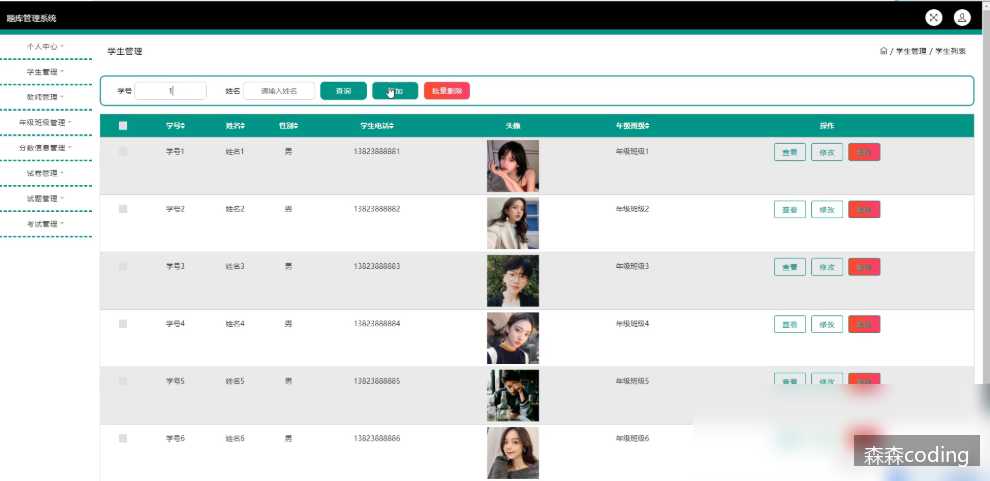 题库管理系统
个人中心
学生管理
教师管理
年级班级管理
分数信息管理
试卷管理
试题管理
考试管理
学生管理
/ 学生管理 / 学生列表
学号 1 姓名 请输入姓名 查询 加 批量删除
学号 姓名 性别 学生电话 头像 年级班级 操作
学号1 姓名1 男 13823888881 年级班级1 查看 修改 删除
学号2 姓名2 男 13823888882 年级班级2 查看 修改 删除
学号3 姓名3 男 13823888883 年级班级3 查看 修改 删除
学号4 姓名4 男 13823888884 年级班级4 查看 修改 删除
学号5 姓名5 男 13823888885 年级班级5 查看 修改 删除
学号6 姓名6 男 13823888886 年级班级6
森森coding